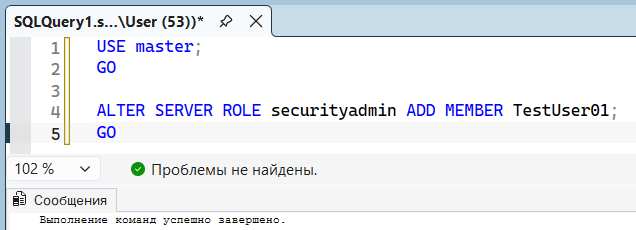 SQLQuery1.s...\User (53))*
1 USE master;
2 GO
3
4 ALTER SERVER ROLE securityadmin ADD MEMBER TestUser01;
5 GO
102 % Проблемы не найдены.
Сообщения
Выполнение команд успешно завершено.